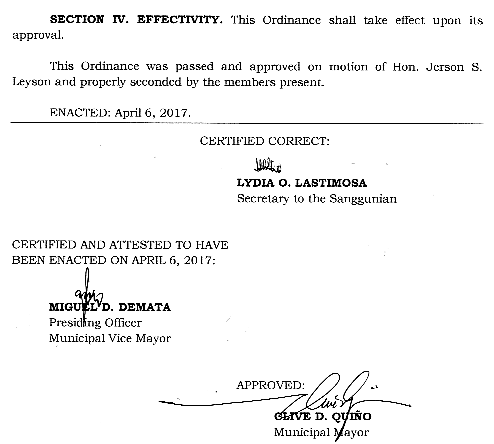 SECTION IV. EFFECTIVITY. This Ordinance shall take effect upon its
approval.
This Ordinance was passed and approved on motion of Hon. Jerson S.
Leyson and properly seconded by the members present.
ENACTED: April 6, 2017.
CERTIFIED CORRECT:
LYDIA O. LASTIMOSA
Secretary to the Sanggunian
CERTIFIED AND ATTESTED TO HAVE
BEEN ENACTED ON APRIL 6, 2017:
MIGUEL D. DEMATA
Presiding Officer
Municipal Vice Mayor
APPROVED:
CLIVE D. QUIÑO
Municipal Mayor